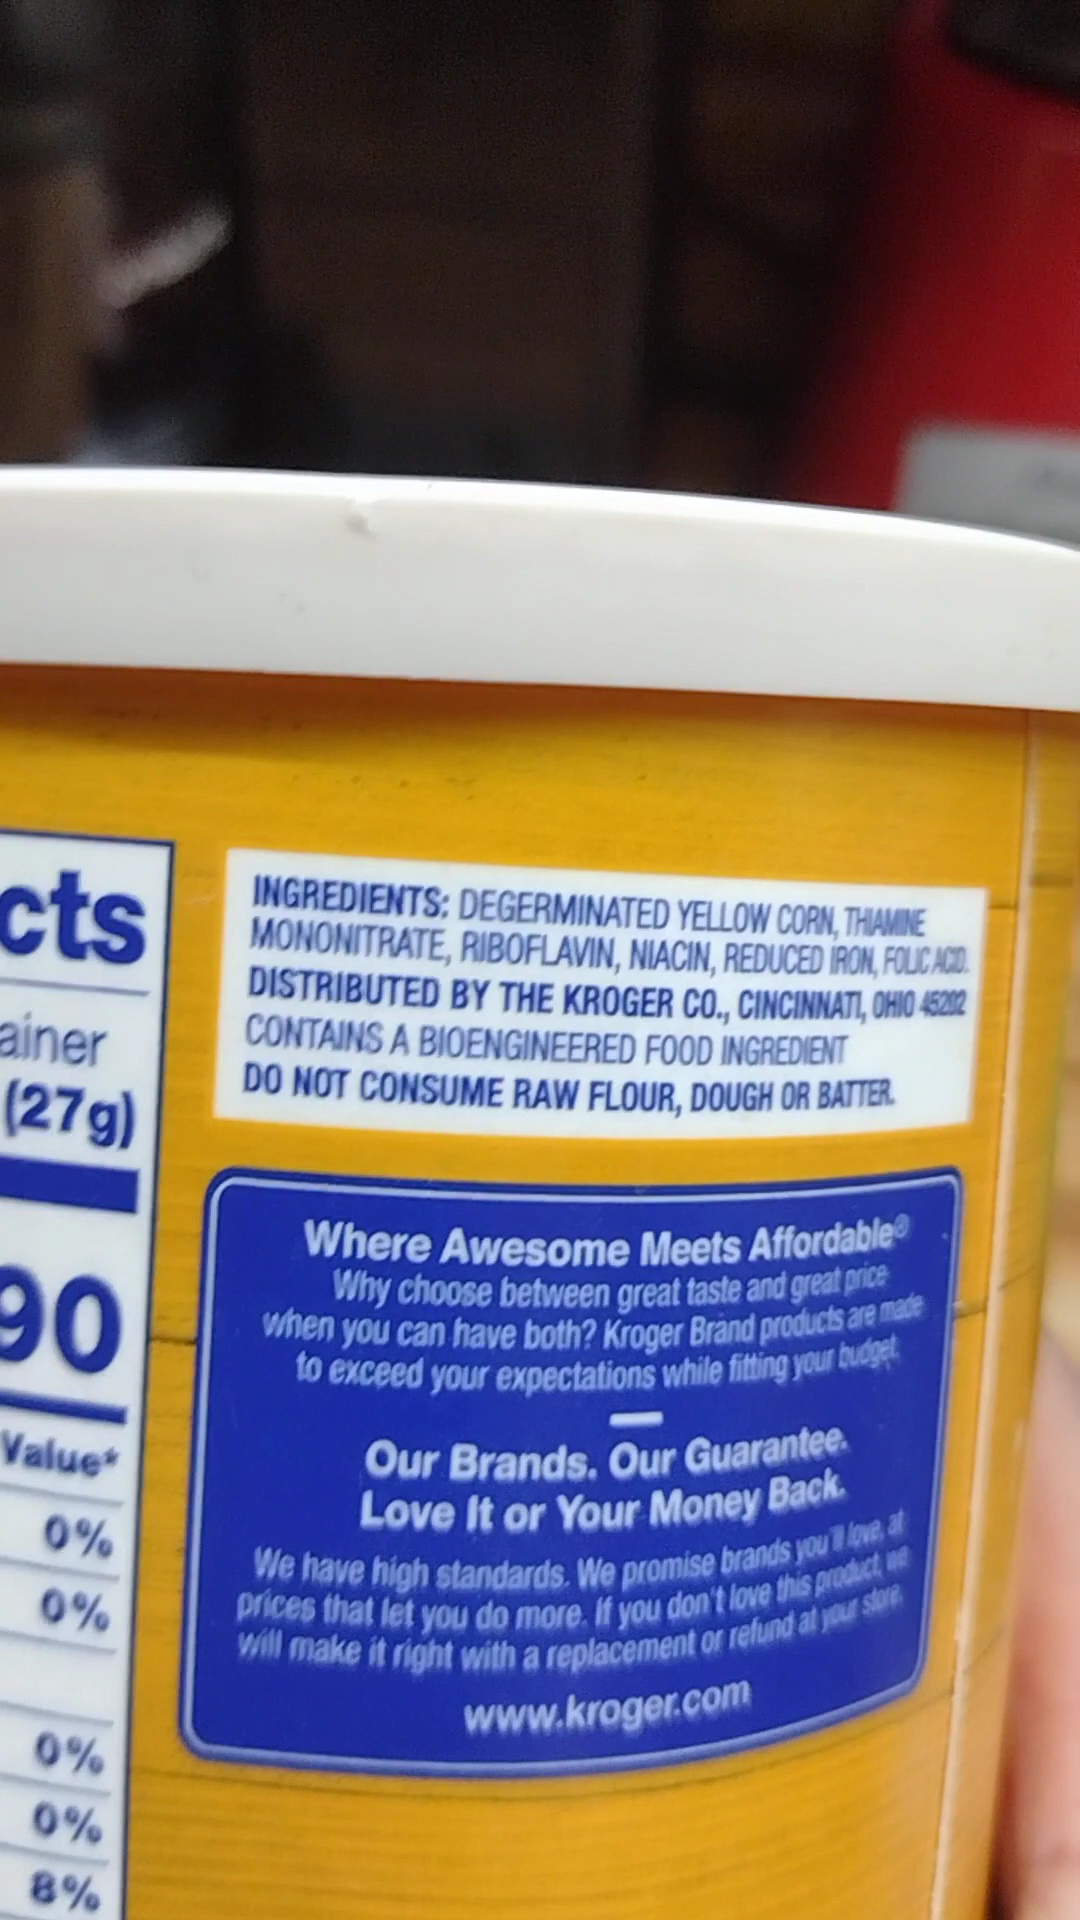 cts
ainer
(27g)
90
Value*
0%
0%
0%
0%
8%
INGREDIENTS: DEGERMINATED YELLOW CORN, THIAMINE
MONONITRATE, RIBOFLAVIN, NIACIN, REDUCED IRON, FOLIC ACID.
DISTRIBUTED BY THE KROGER CO., CINCINNATI, OHIO 45202
CONTAINS A BIOENGINEERED FOOD INGREDIENT
DO NOT CONSUME RAW FLOUR, DOUGH OR BATTER.
Where Awesome Meets Affordable®
Why choose between great taste and great price
when you can have both? Kroger Brand products are made
to exceed your expectations while fitting your budget.
Our Brands. Our Guarantee.
Love It or Your Money Back.
We have high standards. We promise brands you'll love, at
prices that let you do more. If you don't love this product, we
will make it right with a replacement or refund at your store.
www.kroger.com